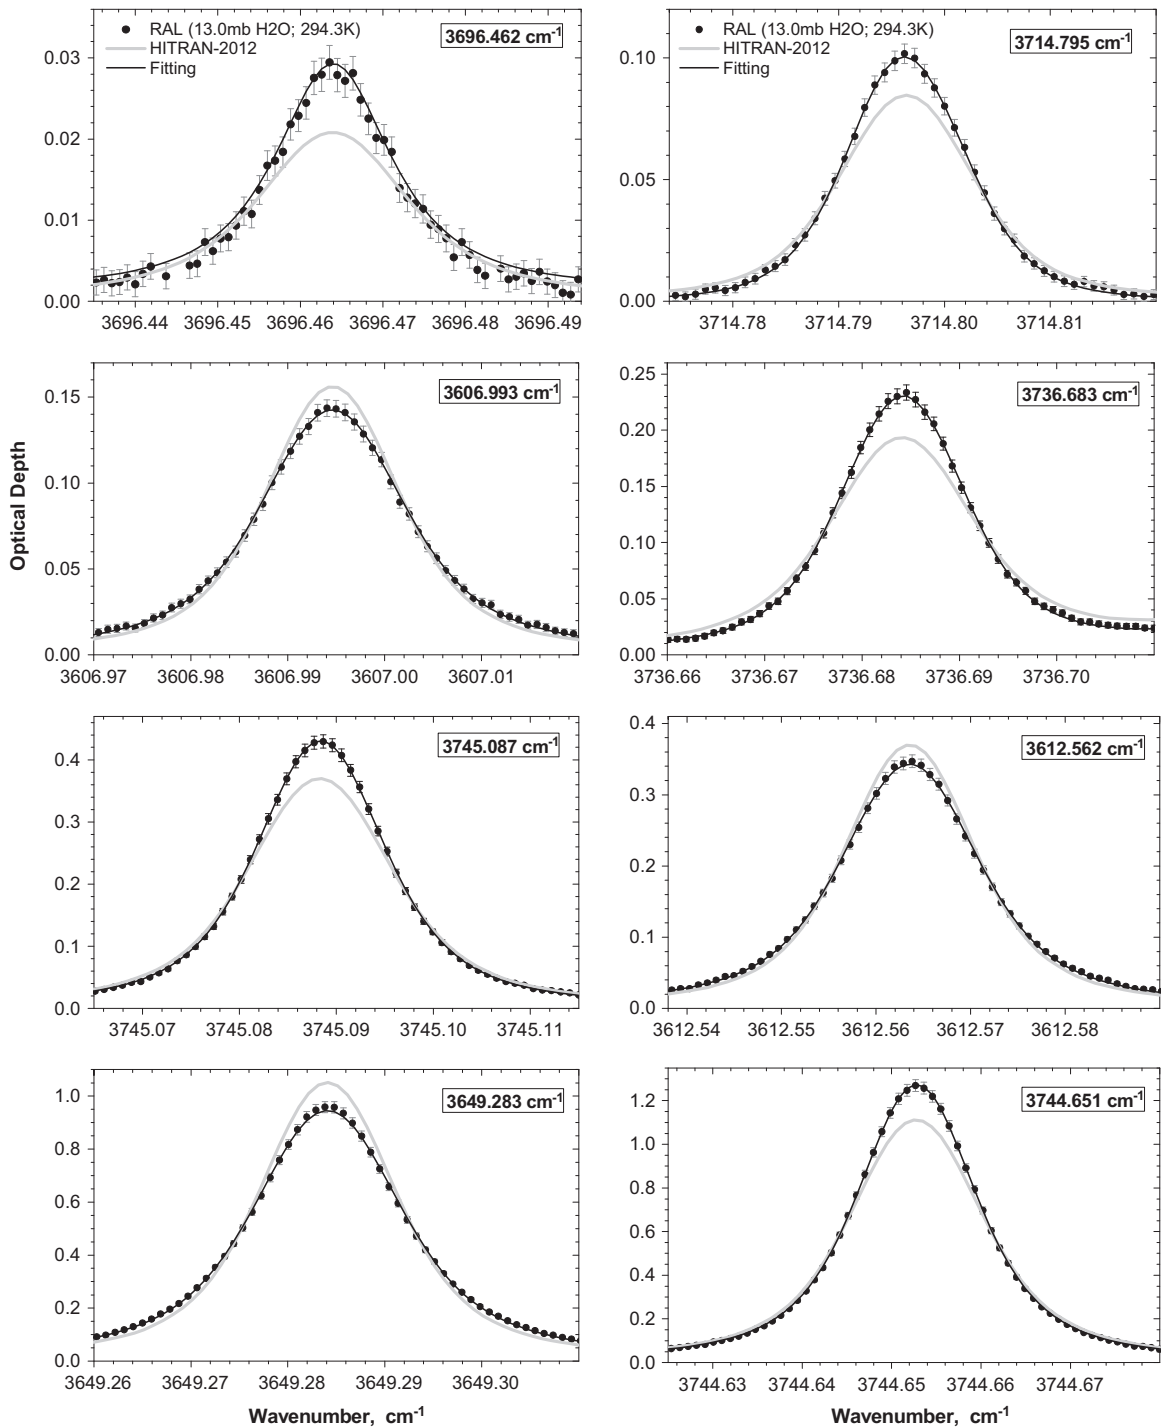 RAL (13.0mb H2O; 294.3K)
HITRAN-2012
Fitting
3696.462 cm-1
0.03
0.02
0.01
0.00
3696.44 3696.45 3696.46 3696.47 3696.48 3696.49
RAL (13.0mb H2O; 294.3K)
HITRAN-2012
Fitting
3714.795 cm-1
0.10
0.05
0.00
3714.78 3714.79 3714.80 3714.81
3606.993 cm-1
0.15
0.10
0.05
0.00
3606.97 3606.98 3606.99 3607.00 3607.01
3736.683 cm-1
0.25
0.20
0.15
0.10
0.05
0.00
3736.66 3736.67 3736.68 3736.69 3736.70
Optical Depth
3745.087 cm-1
0.4
0.3
0.2
0.1
0.0
3745.07 3745.08 3745.09 3745.10 3745.11
3612.562 cm-1
0.4
0.3
0.2
0.1
0.0
3612.54 3612.55 3612.56 3612.57 3612.58
3649.283 cm-1
1.0
0.8
0.6
0.4
0.2
0.0
3649.26 3649.27 3649.28 3649.29 3649.30
Wavenumber, cm-1
3744.651 cm-1
1.2
1.0
0.8
0.6
0.4
0.2
0.0
3744.63 3744.64 3744.65 3744.66 3744.67
Wavenumber, cm-1